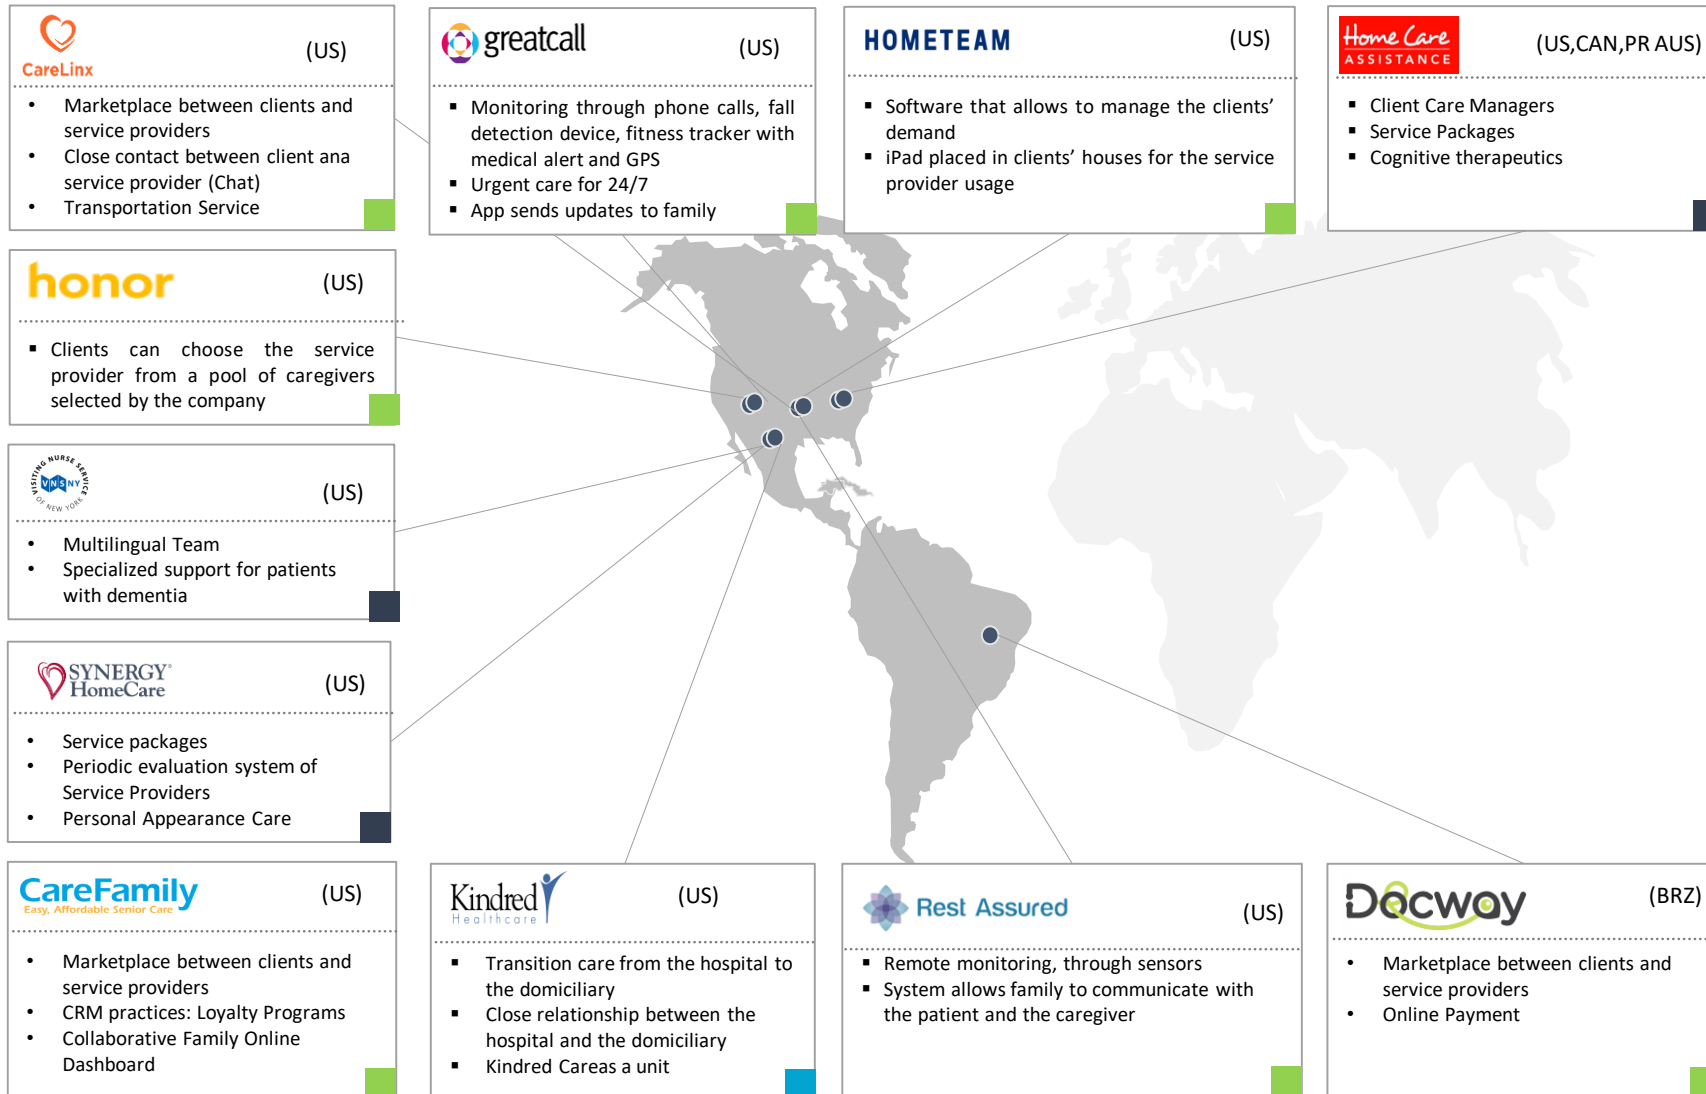 CareLinx
(US)
• Marketplace between clients and
service providers
• Close contact between client ana
service provider (Chat)
• Transportation Service
greatcall
(US)
▪ Monitoring through phone calls, fall
detection device, fitness tracker with
medical alert and GPS
▪ Urgent care for 24/7
▪ App sends updates to family
HOMETEAM
(US)
▪ Software that allows to manage the clients’
demand
▪ iPad placed in clients’ houses for the service
provider usage
Home Care
ASSISTANCE
(US,CAN,PR AUS)
▪ Client Care Managers
▪ Service Packages
▪ Cognitive therapeutics
honor
(US)
▪ Clients can choose the service
provider from a pool of caregivers
selected by the company
VISITING NURSE SERVICE
VNSNY
OF NEW YORK
(US)
• Multilingual Team
• Specialized support for patients
with dementia
SYNERGY®
HomeCare
(US)
• Service packages
• Periodic evaluation system of
Service Providers
• Personal Appearance Care
CareFamily
Easy, Affordable Senior Care
(US)
• Marketplace between clients and
service providers
• CRM practices: Loyalty Programs
• Collaborative Family Online
Dashboard
Kindred
Healthcare
(US)
▪ Transition care from the hospital to
the domiciliary
▪ Close relationship between the
hospital and the domiciliary
▪ Kindred Careas a unit
Rest Assured
(US)
▪ Remote monitoring, through sensors
▪ System allows family to communicate with
the patient and the caregiver
Docway
(BRZ)
• Marketplace between clients and
service providers
• Online Payment